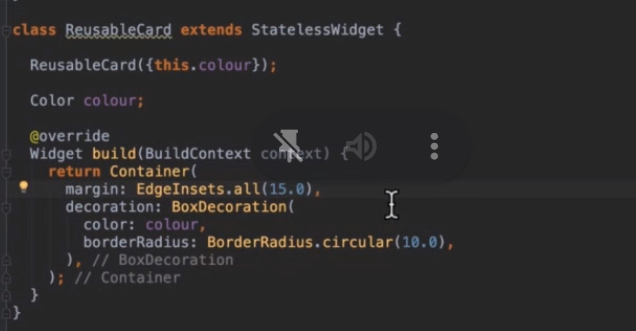 class ReusableCard extends StatelessWidget {
ReusableCard({this.colour});
Color colour;
@override
Widget build(BuildContext context) {
return Container(
margin: EdgeInsets.all(15.0),
decoration: BoxDecoration(
color: colour,
borderRadius: BorderRadius.circular(10.0),
), // BoxDecoration
); // Container
}
}